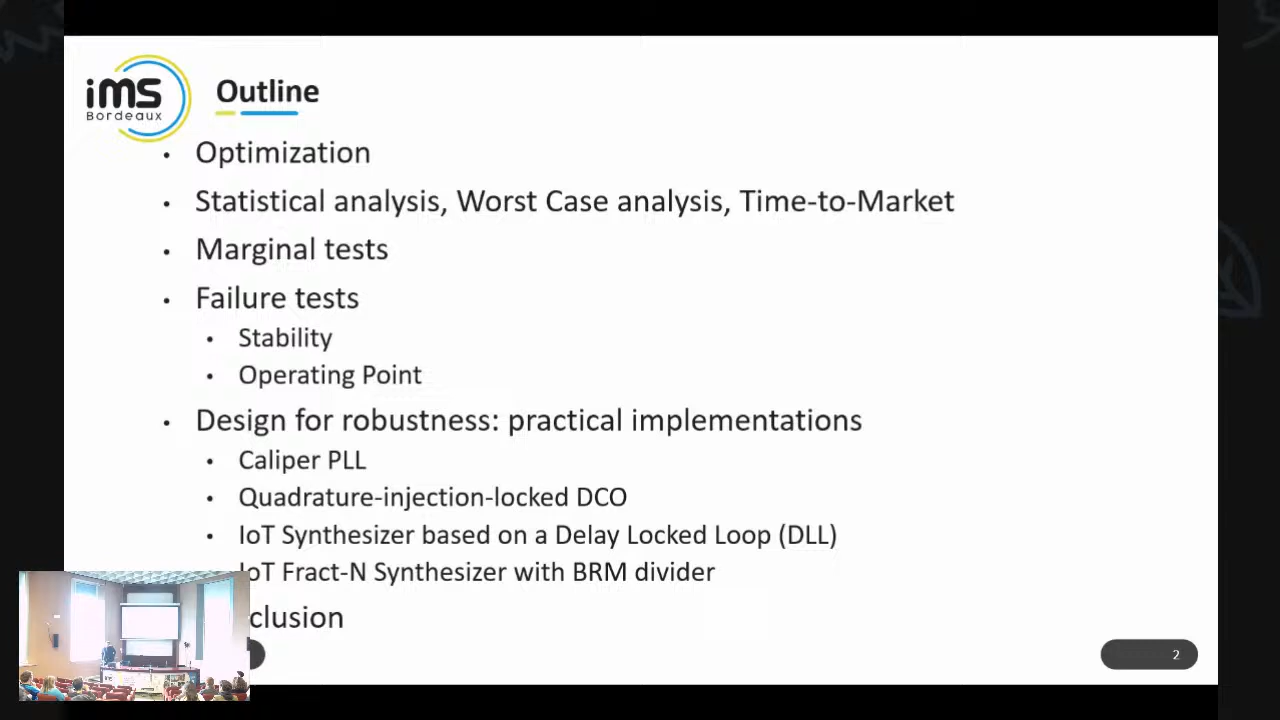 iMS
Bordeaux
Outline
• Optimization
• Statistical analysis, Worst Case analysis, Time-to-Market
• Marginal tests
• Failure tests
• Stability
• Operating Point
• Design for robustness: practical implementations
• Caliper PLL
• Quadrature-injection-locked DCO
• IoT Synthesizer based on a Delay Locked Loop (DLL)
IoT Fract-N Synthesizer with BRM divider
clusion
2